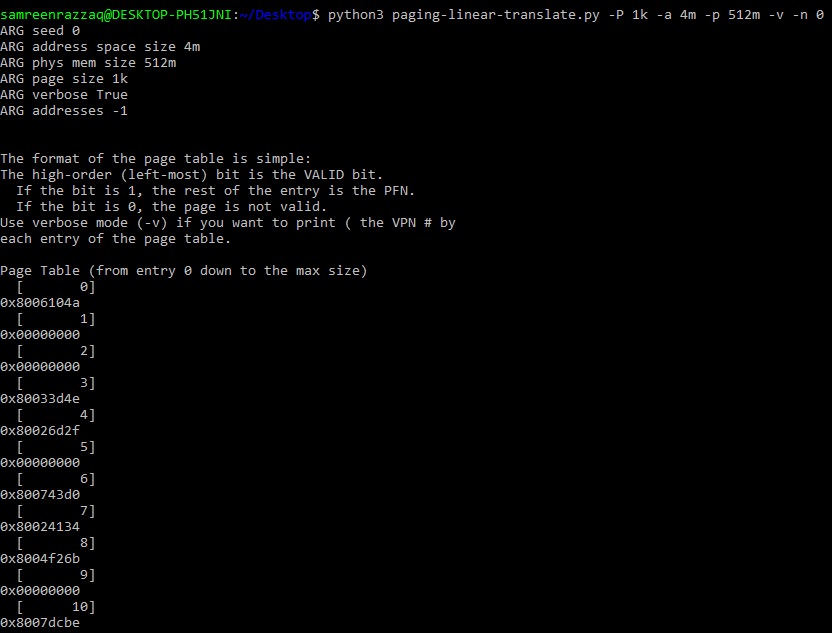 samreenrazzaq@DESKTOP-PH51JNI:~/Desktop$ python3 paging-linear-translate.py -P 1k -a 4m -p 512m -v -n 0
ARG seed 0
ARG address space size 4m
ARG phys mem size 512m
ARG page size 1k
ARG verbose True
ARG addresses -1
The format of the page table is simple:
The high-order (left-most) bit is the VALID bit.
  If the bit is 1, the rest of the entry is the PFN.
  If the bit is 0, the page is not valid.
Use verbose mode (-v) if you want to print ( the VPN # by
each entry of the page table.
Page Table (from entry 0 down to the max size)
  [       0]
0x8006104a
  [       1]
0x00000000
  [       2]
0x00000000
  [       3]
0x80033d4e
  [       4]
0x80026d2f
  [       5]
0x00000000
  [       6]
0x800743d0
  [       7]
0x80024134
  [       8]
0x8004f26b
  [       9]
0x00000000
  [      10]
0x8007dcbe